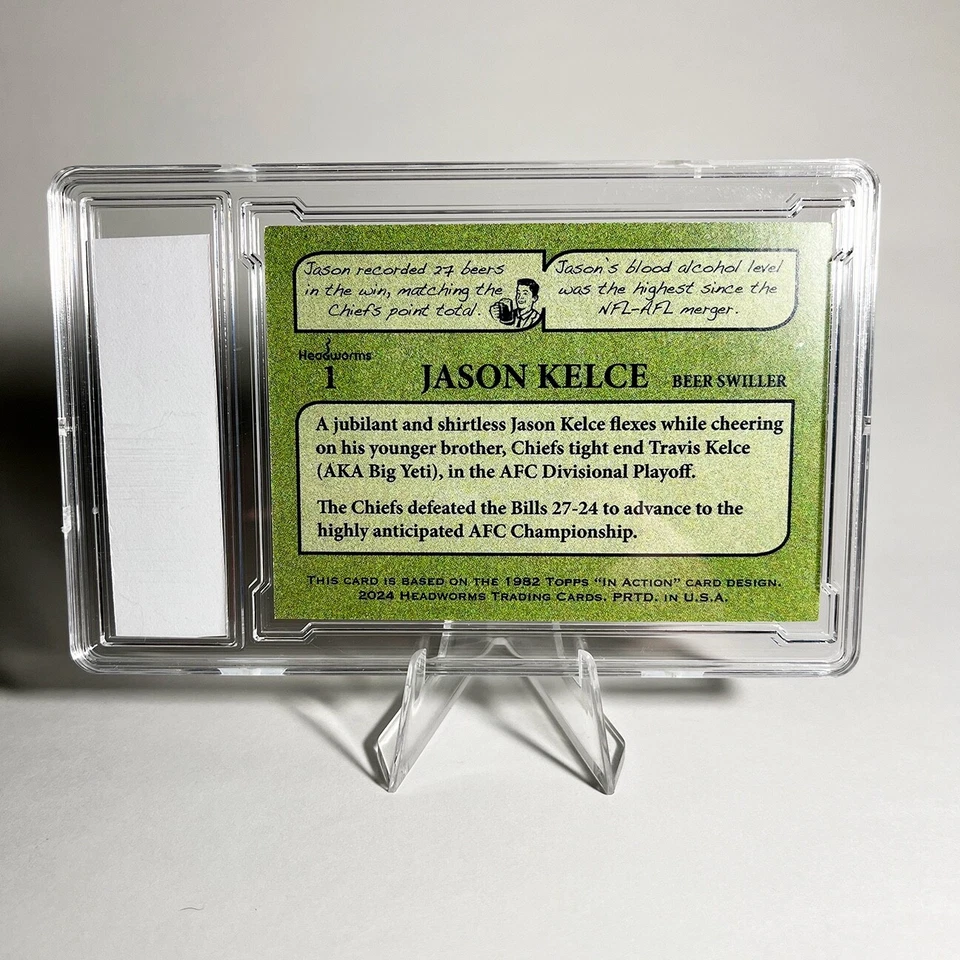 Jason recorded 27 beers
in the win, matching the
Chief's point total.
Jason's blood alcohol level
was the highest since the
NFL-AFL merger.
Headworms
1
JASON KELCE BEER SWILLER
A jubilant and shirtless Jason Kelce flexes while cheering
on his younger brother, Chiefs tight end Travis Kelce
(AKA Big Yeti), in the AFC Divisional Playoff.
The Chiefs defeated the Bills 27-24 to advance to the
highly anticipated AFC Championship.
THIS CARD IS BASED ON THE 1982 TOPPS "IN ACTION" CARD DESIGN.
2024 HEADWORMS TRADING CARDS. PRTD. IN U.S.A.